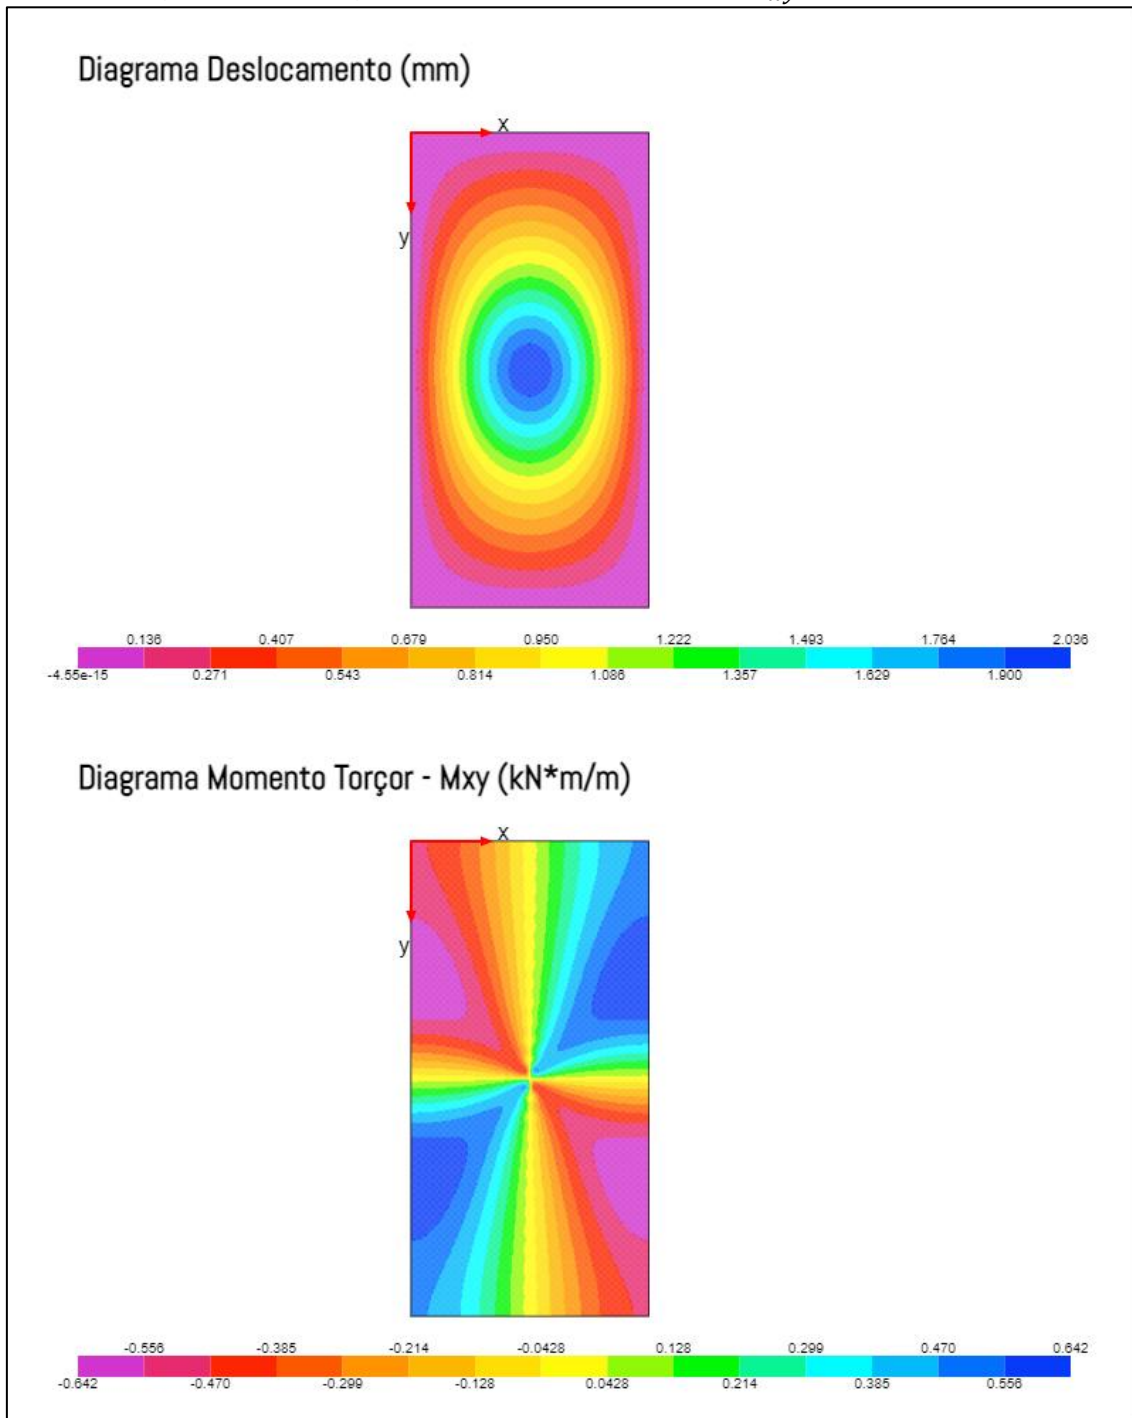 Diagrama Deslocamento (mm)
x
y
0.136 0.407 0.679 0.950 1.222 1.493 1.764 2.036
-4.55e-15 0.271 0.543 0.814 1.086 1.357 1.629 1.900
Diagrama Momento Torçor - Mxy (kN*m/m)
x
y
-0.556 -0.385 -0.214 -0.0428 0.128 0.299 0.470 0.642
-0.642 -0.470 -0.299 -0.128 0.0428 0.214 0.385 0.556